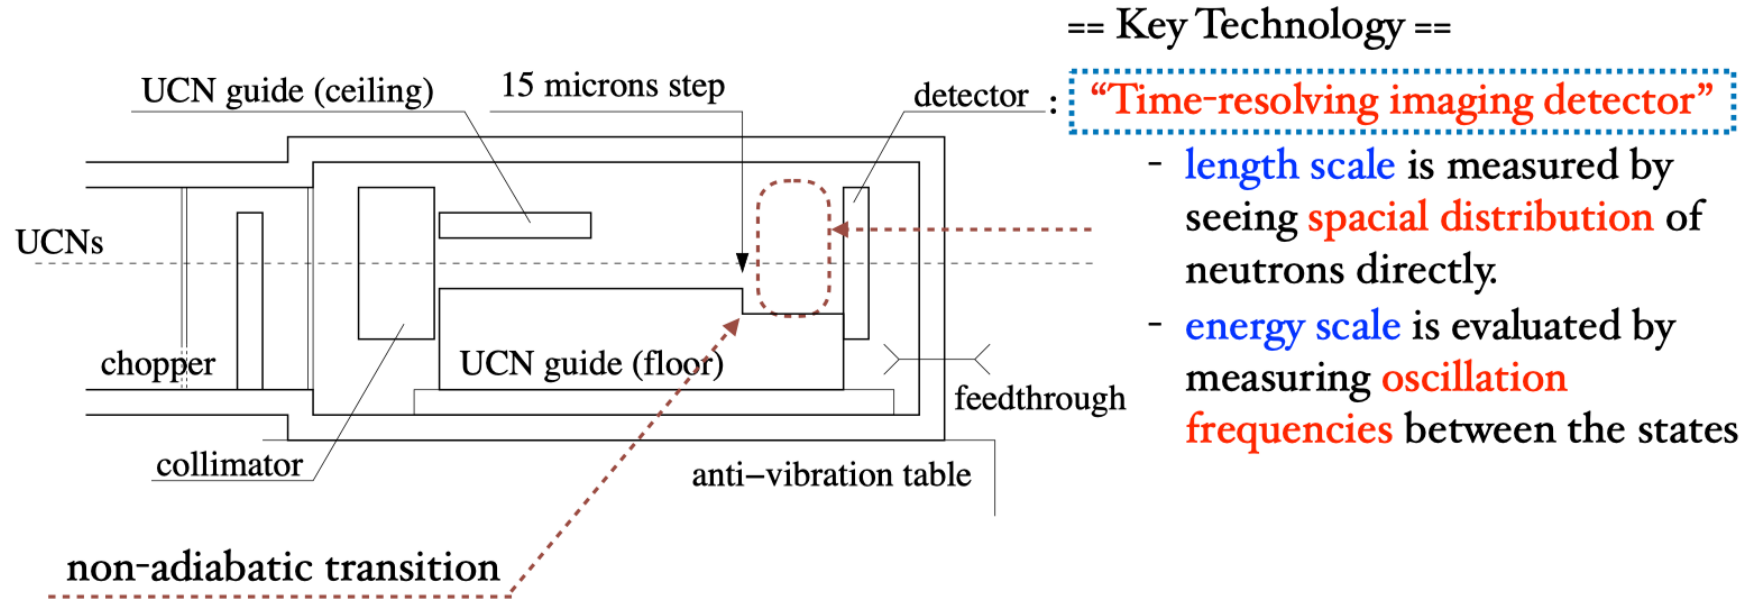 == Key Technology ==
UCN guide (ceiling)
15 microns step
detector :
“Time-resolving imaging detector”
- length scale is measured by
seeing spacial distribution of
neutrons directly.
- energy scale is evaluated by
measuring oscillation
frequencies between the states
UCNs
chopper
UCN guide (floor)
feedthrough
collimator
anti−vibration table
non-adiabatic transition